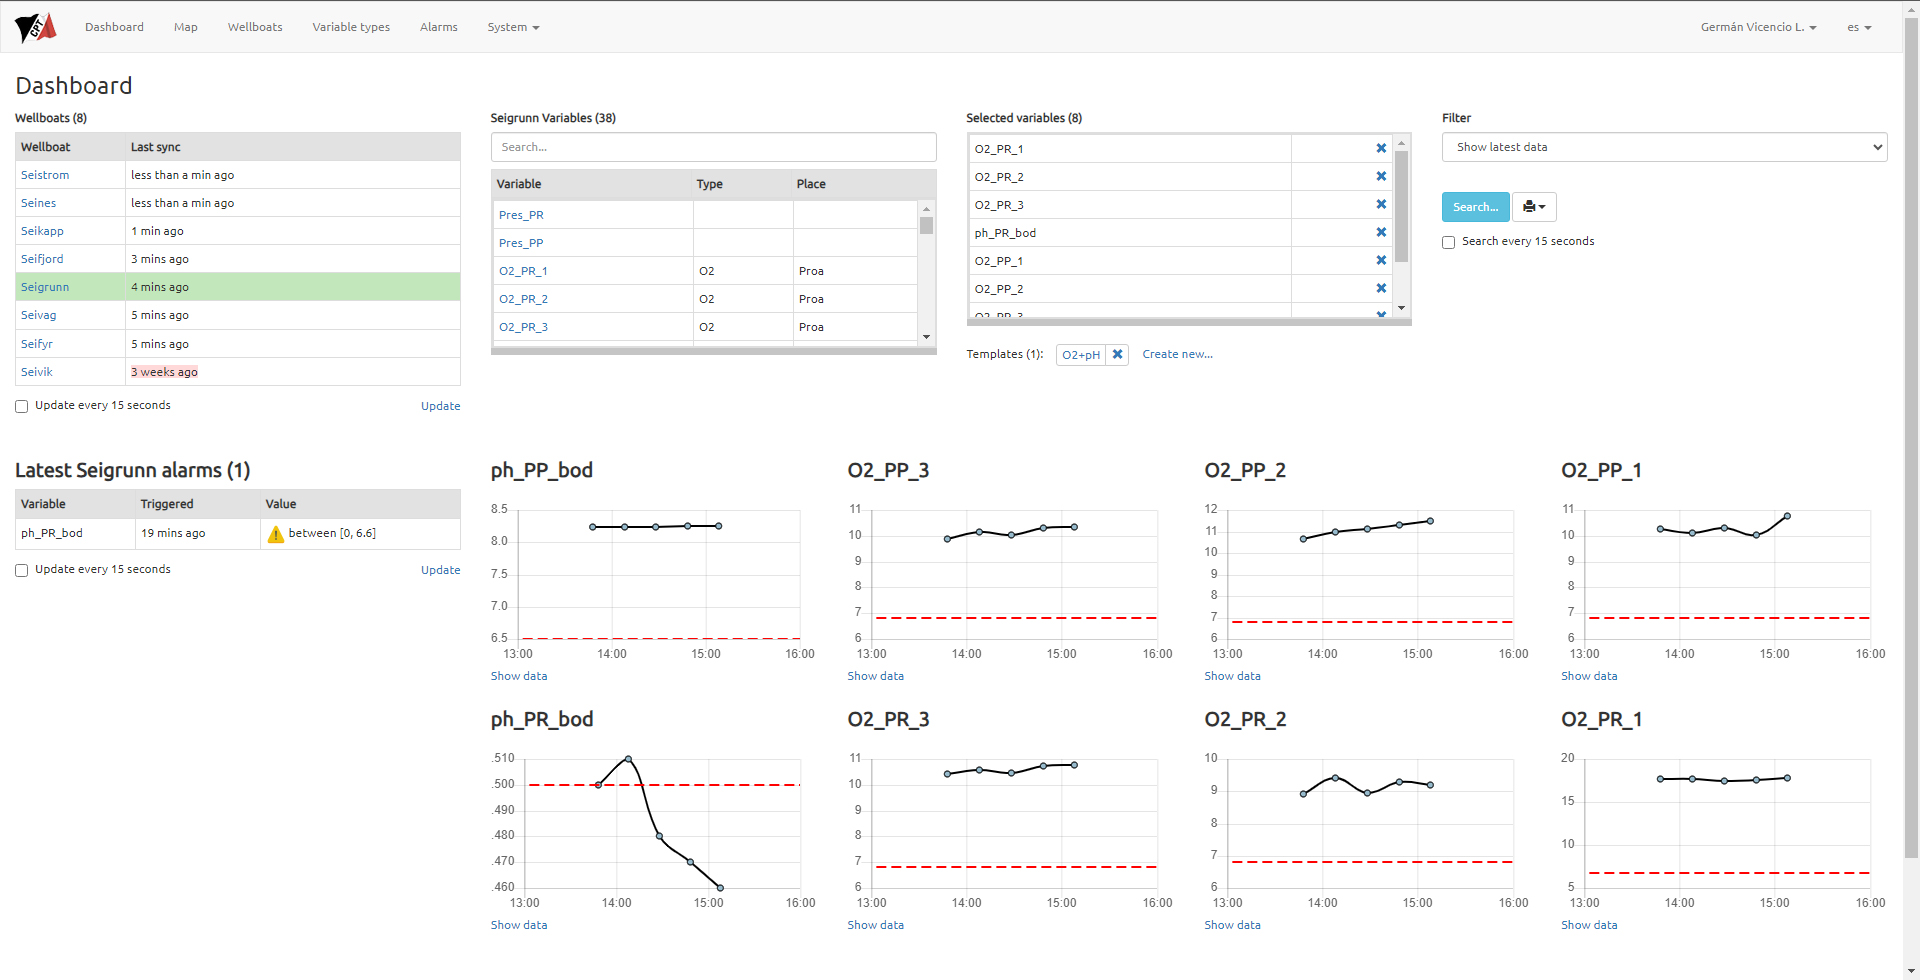 CPT
Dashboard Map Wellboats Variable types Alarms System Germán Vicencio L. es
Dashboard
Wellboats (8)
Wellboat Last sync
Seistrom less than a min ago
Seines less than a min ago
Seikapp 1 min ago
Seifjord 3 mins ago
Seigrunn 4 mins ago
Seivag 5 mins ago
Seifyr 5 mins ago
Seivik 3 weeks ago
Update every 15 seconds Update
Seigrunn Variables (38)
Search...
Variable Type Place
Pres_PR
Pres_PP
O2_PR_1 O2 Proa
O2_PR_2 O2 Proa
O2_PR_3 O2 Proa
Selected variables (8)
O2_PR_1
O2_PR_2
O2_PR_3
ph_PR_bod
O2_PP_1
O2_PP_2
Templates (1): O2+pH Create new...
Filter
Show latest data
Search...
Search every 15 seconds
Latest Seigrunn alarms (1)
Variable Triggered Value
ph_PR_bod 19 mins ago between [0, 6.6]
Update every 15 seconds Update
ph_PP_bod
8.5
8.0
7.5
7.0
6.5
13:00 14:00 15:00 16:00
Show data
O2_PP_3
11
10
9
8
7
6
13:00 14:00 15:00 16:00
Show data
O2_PP_2
12
11
10
9
8
7
6
13:00 14:00 15:00 16:00
Show data
O2_PP_1
11
10
9
8
7
6
13:00 14:00 15:00 16:00
Show data
ph_PR_bod
.510
.500
.490
.480
.470
.460
13:00 14:00 15:00 16:00
Show data
O2_PR_3
11
10
9
8
7
6
13:00 14:00 15:00 16:00
Show data
O2_PR_2
10
9
8
7
6
13:00 14:00 15:00 16:00
Show data
O2_PR_1
20
15
10
5
13:00 14:00 15:00 16:00
Show data